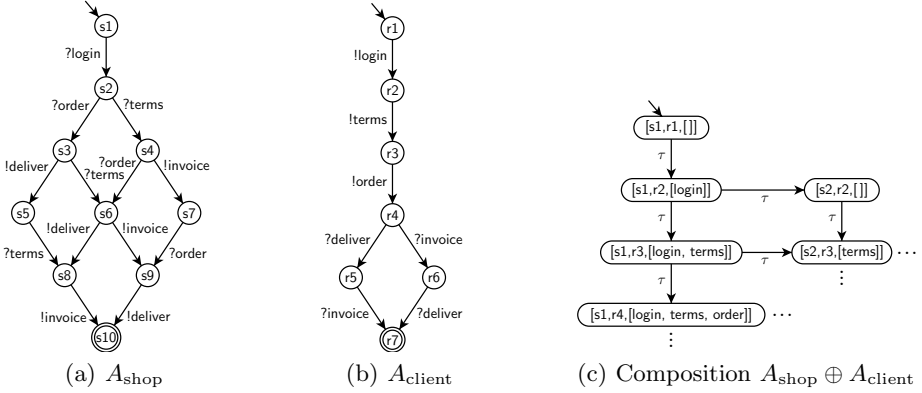 s1
?login
s2
?order ?terms
s3 s4
!deliver ?terms ?order !invoice
s5 s6 s7
?terms !deliver !invoice ?order
s8 s9
!invoice !deliver
s10
(a) A_shop
r1
!login
r2
!terms
r3
!order
r4
?deliver ?invoice
r5 r6
?invoice ?deliver
r7
(b) A_client
[s1,r1,[]]
τ
[s1,r2,[login]] τ [s2,r2,[]]
τ τ
[s1,r3,[login, terms]] τ [s2,r3,[terms]] ⋯
τ ⋮
[s1,r4,[login, terms, order]] ⋯
⋮
(c) Composition A_shop ⊕ A_client